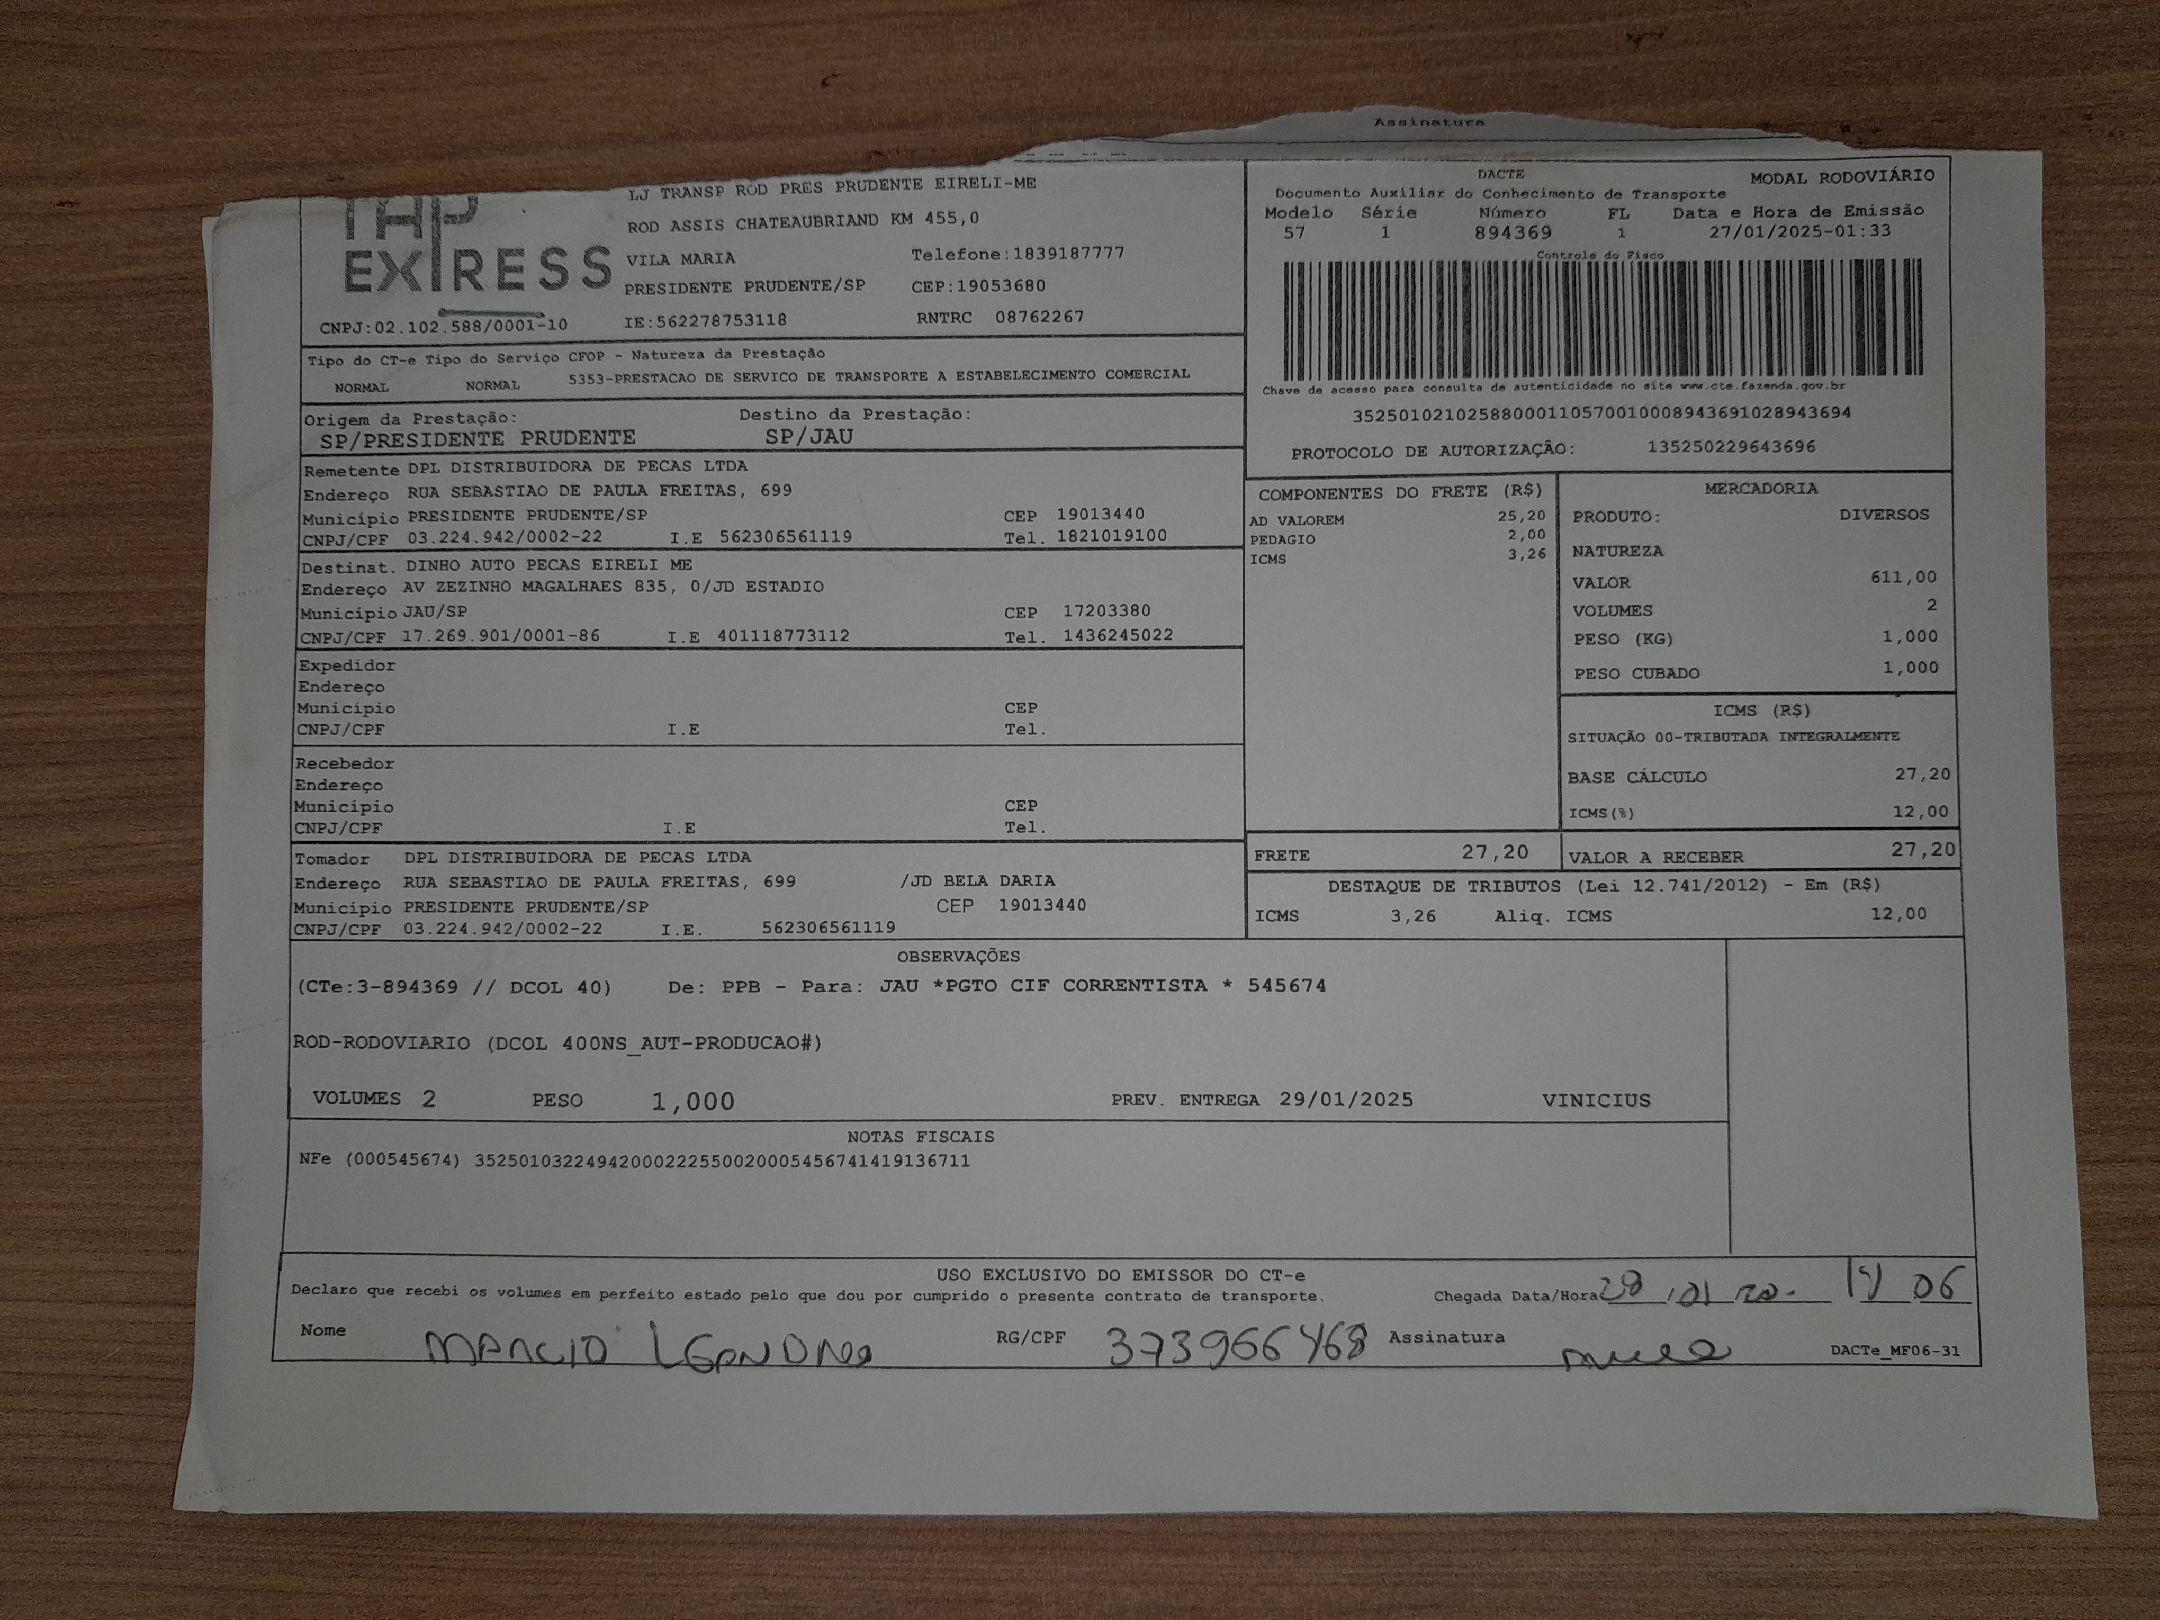 Assinatura
TAP
EXPRESS
CNPJ:02.102.588/0001-10
LJ TRANSP ROD PRES PRUDENTE EIRELI-ME
ROD ASSIS CHATEAUBRIAND KM 455,0
VILA MARIA Telefone:1839187777
PRESIDENTE PRUDENTE/SP CEP:19053680
IE:562278753118 RNTRC 08762267
DACTE MODAL RODOVIÁRIO
Documento Auxiliar do Conhecimento de Transporte
Modelo Série Número FL Data e Hora de Emissão
57 1 894369 1 27/01/2025-01:33
Controle do Fisco
Chave de acesso para consulta de autenticidade no site www.cte.fazenda.gov.br
35250102102588000110570010008943691028943694
PROTOCOLO DE AUTORIZAÇÃO: 135250229643696
Tipo do CT-e Tipo do Serviço CFOP - Natureza da Prestação
NORMAL NORMAL 5353-PRESTACAO DE SERVICO DE TRANSPORTE A ESTABELECIMENTO COMERCIAL
Origem da Prestação: Destino da Prestação:
SP/PRESIDENTE PRUDENTE SP/JAU
Remetente DPL DISTRIBUIDORA DE PECAS LTDA
Endereço RUA SEBASTIAO DE PAULA FREITAS, 699
Município PRESIDENTE PRUDENTE/SP CEP 19013440
CNPJ/CPF 03.224.942/0002-22 I.E 562306561119 Tel. 1821019100
Destinat. DINHO AUTO PECAS EIRELI ME
Endereço AV ZEZINHO MAGALHAES 835, 0/JD ESTADIO
Município JAU/SP CEP 17203380
CNPJ/CPF 17.269.901/0001-86 I.E 401118773112 Tel. 1436245022
Expedidor
Endereço
Município CEP
CNPJ/CPF I.E Tel.
Recebedor
Endereço
Município CEP
CNPJ/CPF I.E Tel.
Tomador DPL DISTRIBUIDORA DE PECAS LTDA
Endereço RUA SEBASTIAO DE PAULA FREITAS, 699 /JD BELA DARIA
Município PRESIDENTE PRUDENTE/SP CEP 19013440
CNPJ/CPF 03.224.942/0002-22 I.E. 562306561119
COMPONENTES DO FRETE (R$)
AD VALOREM 25,20
PEDAGIO 2,00
ICMS 3,26
MERCADORIA
PRODUTO: DIVERSOS
NATUREZA
VALOR 611,00
VOLUMES 2
PESO (KG) 1,000
PESO CUBADO 1,000
ICMS (R$)
SITUAÇÃO 00-TRIBUTADA INTEGRALMENTE
BASE CÁLCULO 27,20
ICMS(%) 12,00
FRETE 27,20 VALOR A RECEBER 27,20
DESTAQUE DE TRIBUTOS (Lei 12.741/2012) - Em (R$)
ICMS 3,26 Aliq. ICMS 12,00
OBSERVAÇÕES
(CTe:3-894369 // DCOL 40) De: PPB - Para: JAU *PGTO CIF CORRENTISTA * 545674
ROD-RODOVIARIO (DCOL 400NS_AUT-PRODUCAO#)
VOLUMES 2 PESO 1,000 PREV. ENTREGA 29/01/2025 VINICIUS
NOTAS FISCAIS
NFe (000545674) 35250103224942000222550020005456741419136711
USO EXCLUSIVO DO EMISSOR DO CT-e
Declaro que recebi os volumes em perfeito estado pelo que dou por cumprido o presente contrato de transporte. Chegada Data/Hora 28
Nome MARCIO RG/CPF 373966468 Assinatura
DACTe_MF06-31